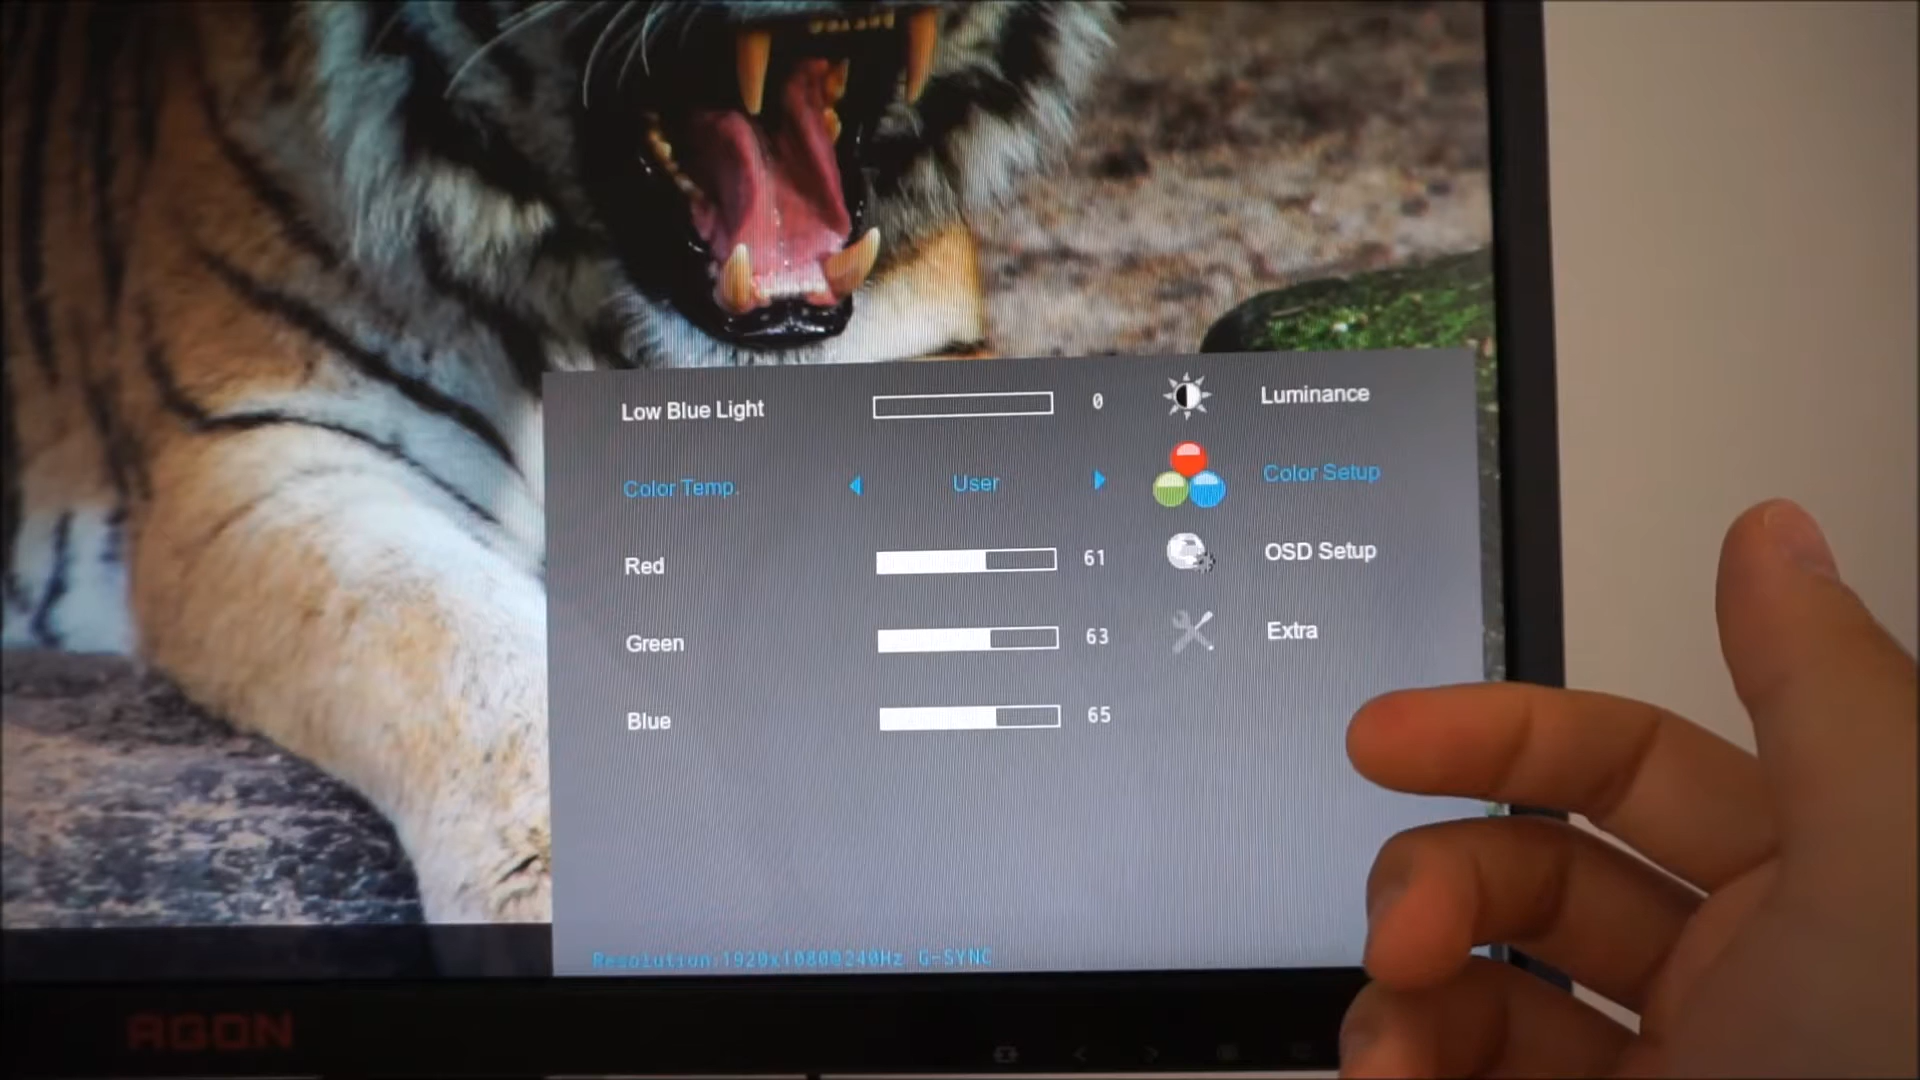 Low Blue Light 0 Luminance
Color Temp. User Color Setup
Red 61 OSD Setup
Green 63 Extra
Blue 65
Resolution:1920x1080@240Hz G-SYNC
AGON